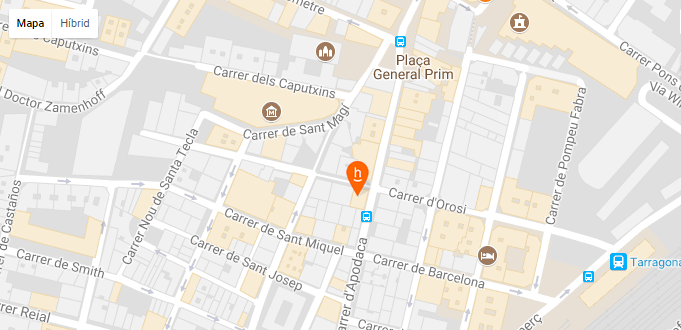 Mapa
Híbrid
Caputxins
Carrer dels Caputxins
Plaça
General Prim
Carrer Pons d
Via Wi
Doctor Zamenhoff
Carrer de Sant Magí
Carrer Nou de Santa Tecla
Carrer de Pompeu Fabra
h
Carrer d'Orosi
de Castaños
Carrer de Sant Miquel
Carrer de Sant Josep
Carrer d'Apodaca
Carrer de Barcelona
Tarragona
Carrer de Smith
erç
Carrer Reial